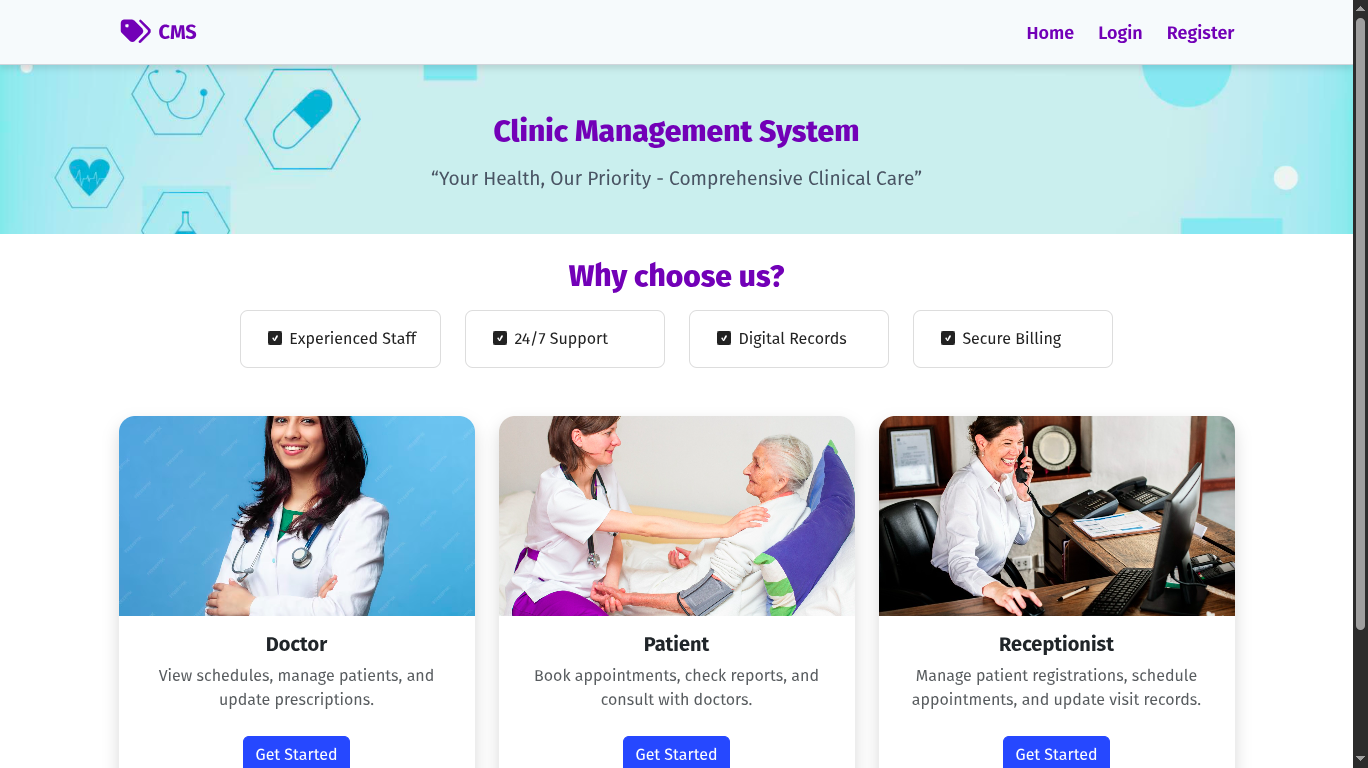 CMS
Home Login Register
Clinic Management System
“Your Health, Our Priority - Comprehensive Clinical Care”
Why choose us?
Experienced Staff
24/7 Support
Digital Records
Secure Billing
Doctor
View schedules, manage patients, and
update prescriptions.
Get Started
Patient
Book appointments, check reports, and
consult with doctors.
Get Started
Receptionist
Manage patient registrations, schedule
appointments, and update visit records.
Get Started